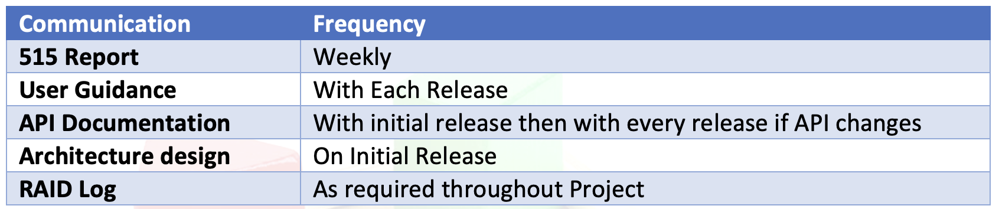 Communication Frequency
515 Report Weekly
User Guidance With Each Release
API Documentation With initial release then with every release if API changes
Architecture design On Initial Release
RAID Log As required throughout Project